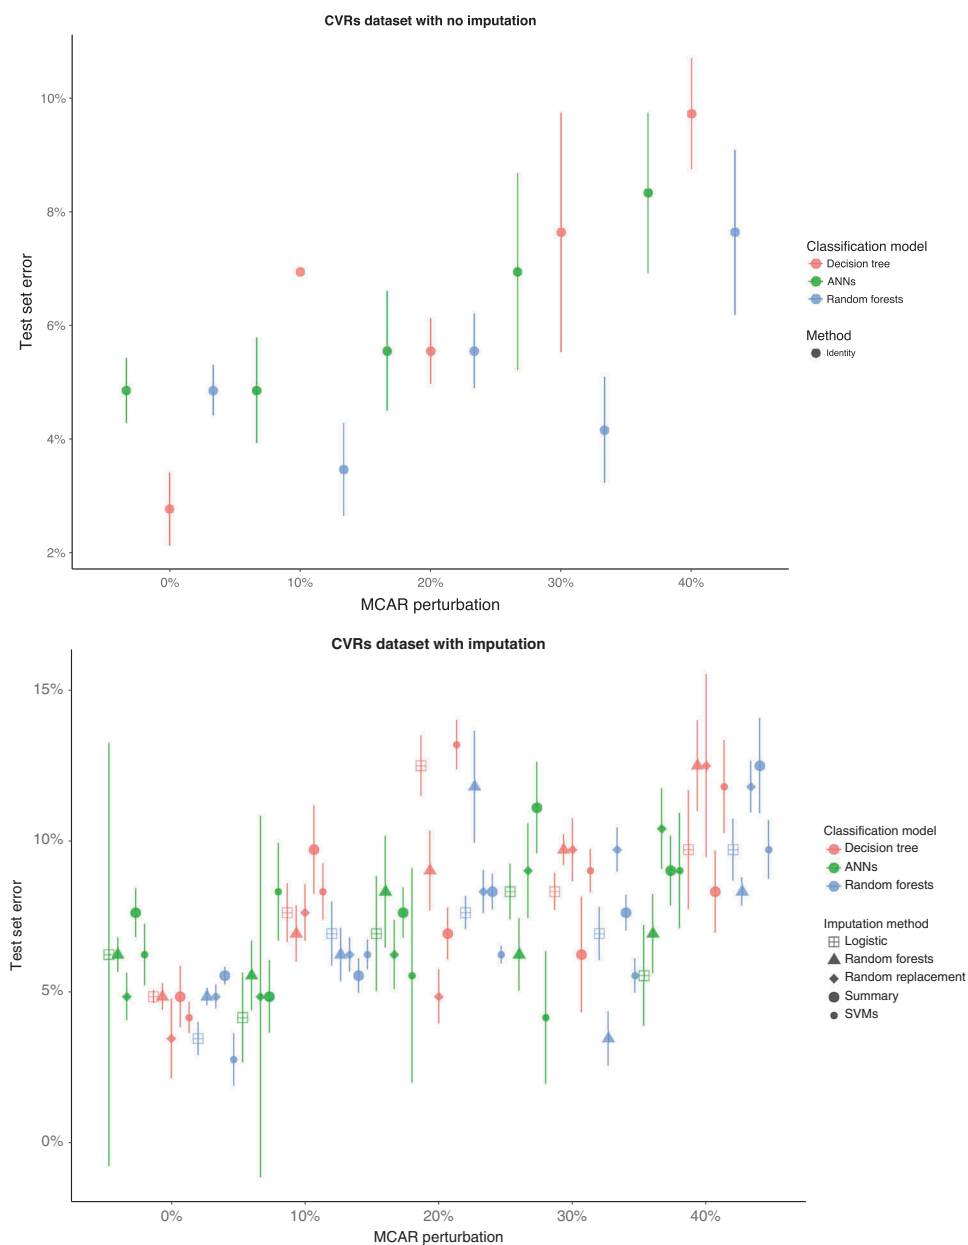 CVRs dataset with no imputation
10%
8%
6%
4%
2%
Test set error
0%
10%
20%
30%
40%
MCAR perturbation
Classification model
Decision tree
ANNs
Random forests
Method
Identity
CVRs dataset with imputation
15%
10%
5%
0%
Test set error
0%
10%
20%
30%
40%
MCAR perturbation
Classification model
Decision tree
ANNs
Random forests
Imputation method
Logistic
Random forests
Random replacement
Summary
SVMs